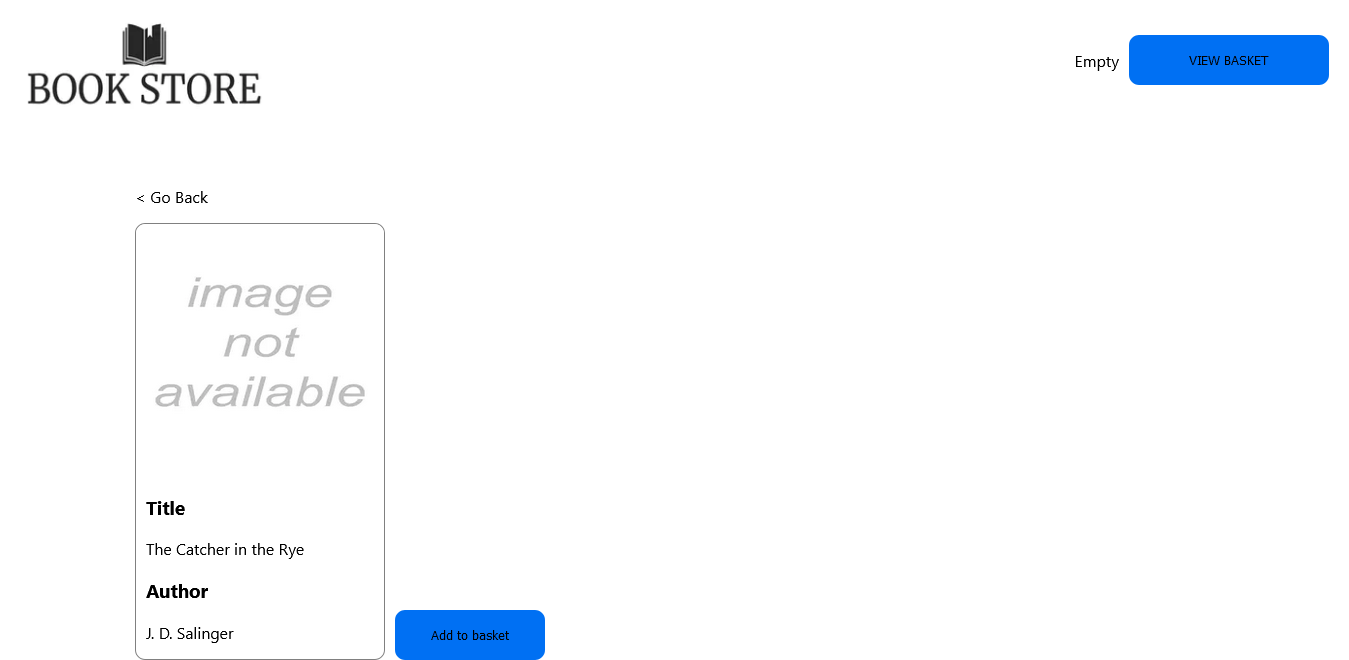 BOOK STORE
Empty
VIEW BASKET
< Go Back
image
not
available
Title
The Catcher in the Rye
Author
J. D. Salinger
Add to basket